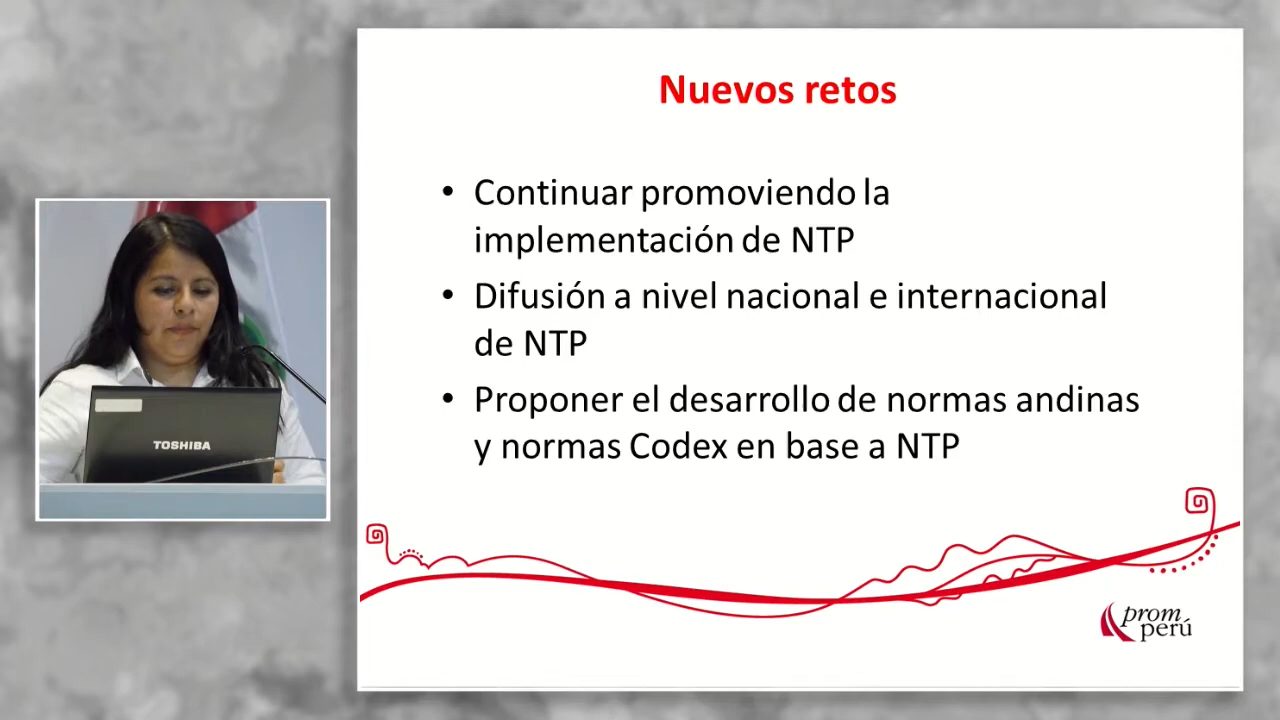 Nuevos retos
• Continuar promoviendo la
implementación de NTP
• Difusión a nivel nacional e internacional
de NTP
• Proponer el desarrollo de normas andinas
y normas Codex en base a NTP
TOSHIBA
prom
perú